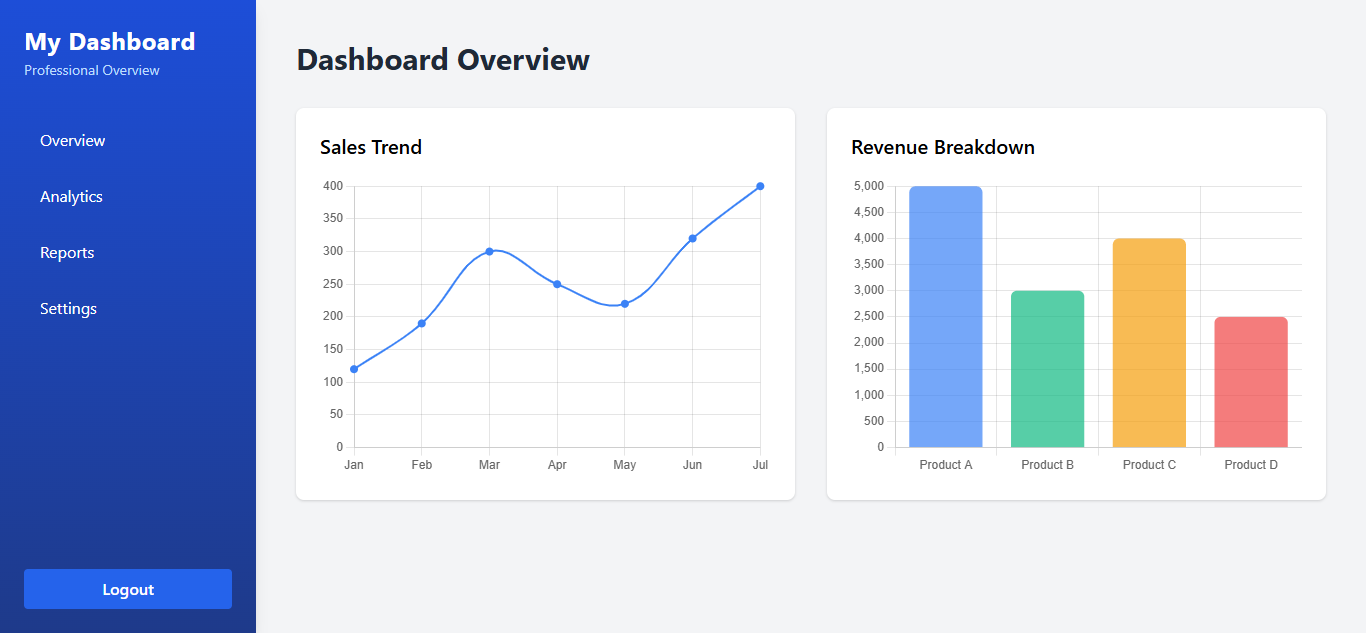 My Dashboard
Professional Overview
Overview
Analytics
Reports
Settings
Logout
Dashboard Overview
Sales Trend
400
350
300
250
200
150
100
50
0
Jan Feb Mar Apr May Jun Jul
Revenue Breakdown
5,000
4,500
4,000
3,500
3,000
2,500
2,000
1,500
1,000
500
0
Product A Product B Product C Product D